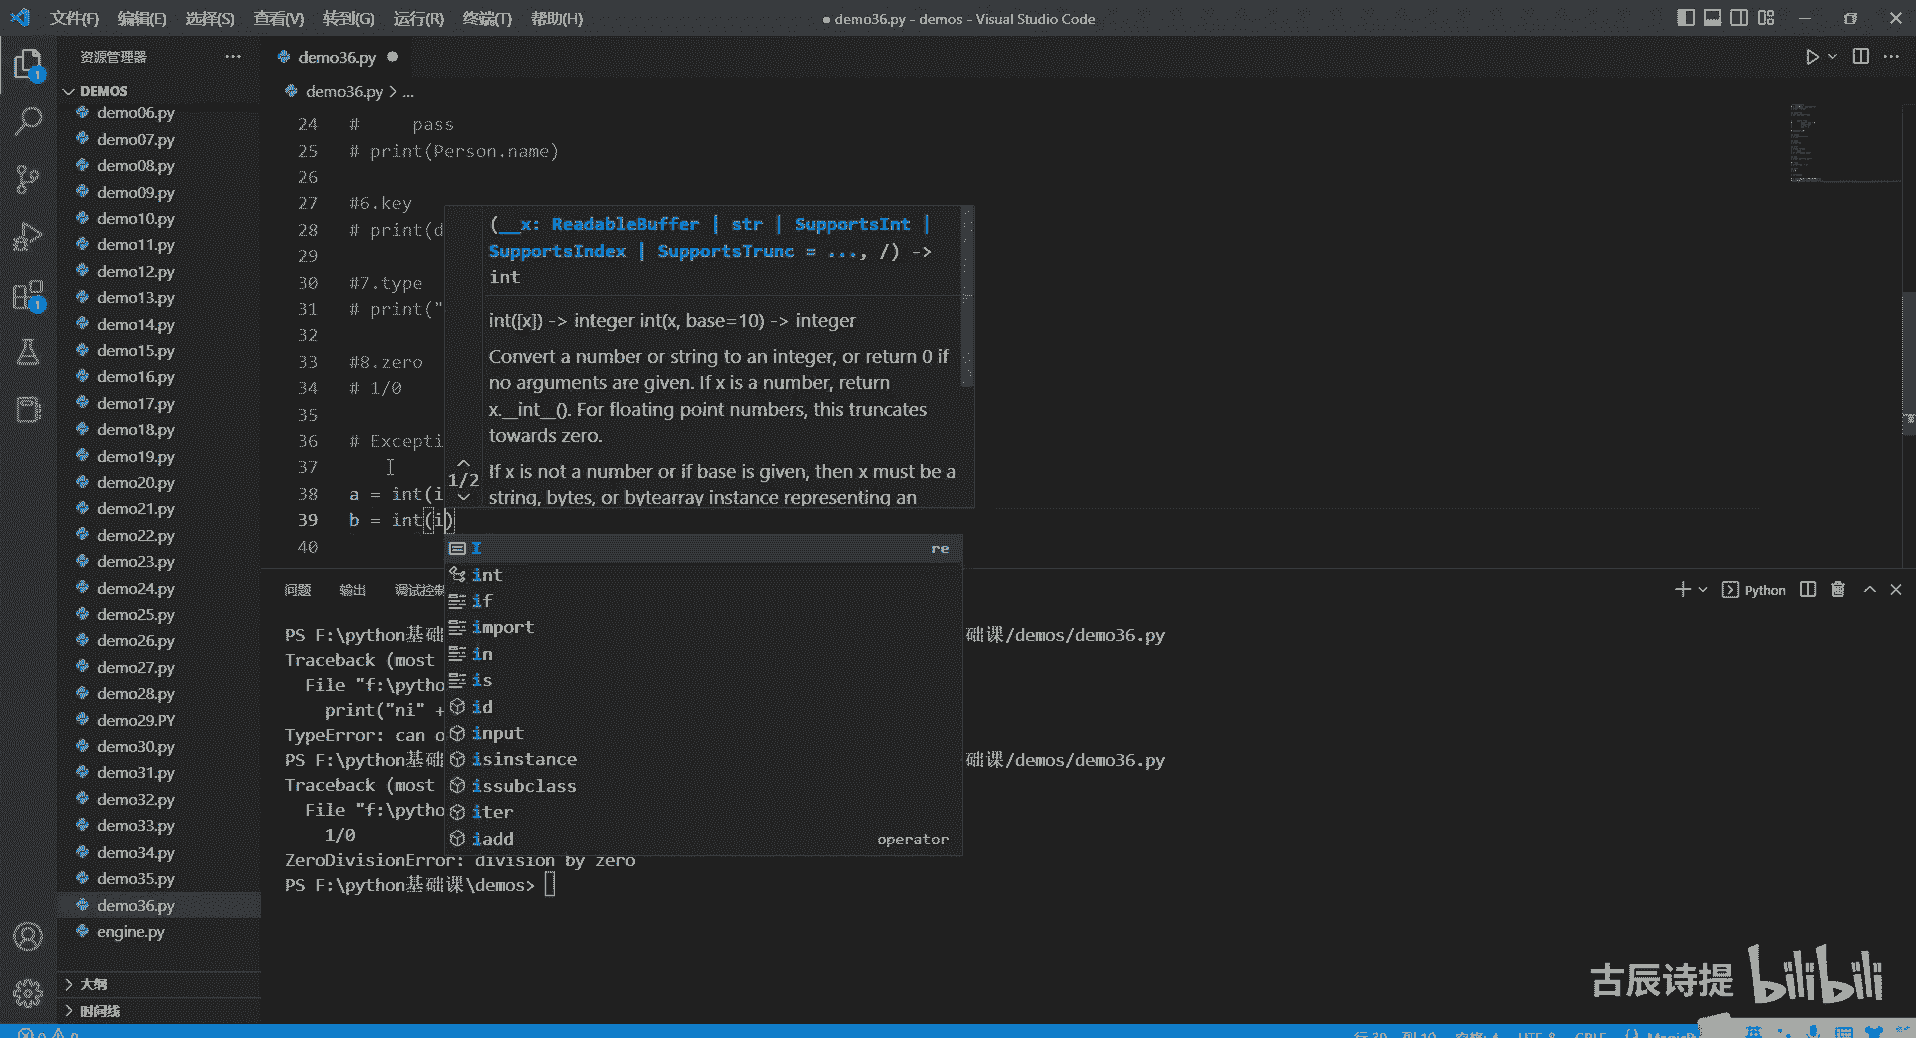 文件(F) 编辑(E) 选择(S) 查看(V) 转到(G) 运行(R) 终端(T) 帮助(H)
● demo36.py - demos - Visual Studio Code
资源管理器
DEMOS
demo06.py
demo07.py
demo08.py
demo09.py
demo10.py
demo11.py
demo12.py
demo13.py
demo14.py
demo15.py
demo16.py
demo17.py
demo18.py
demo19.py
demo20.py
demo21.py
demo22.py
demo23.py
demo24.py
demo25.py
demo26.py
demo27.py
demo28.py
demo29.PY
demo30.py
demo31.py
demo32.py
demo33.py
demo34.py
demo35.py
demo36.py
engine.py
大纲
时间线
1
1
demo36.py
demo36.py > ...
24 # pass
25 # print(Person.name)
26
27 #6.key
28 # print(d
29
30 #7.type
31 # print("
32
33 #8.zero
34 # 1/0
35
36 # Excepti
37
38 a = int(i
39 b = int(i)
40
(__x: ReadableBuffer | str | SupportsInt |
SupportsIndex | SupportsTrunc = ..., /) ->
int
int([x]) -> integer int(x, base=10) -> integer
Convert a number or string to an integer, or return 0 if
no arguments are given. If x is a number, return
x.__int__(). For floating point numbers, this truncates
towards zero.
1/2
If x is not a number or if base is given, then x must be a
string, bytes, or bytearray instance representing an
I re
int
if
import
in
is
id
input
isinstance
issubclass
iter
iadd operator
问题 输出 调试控制
Python
PS F:\python基础 础课/demos/demo36.py
Traceback (most
File "f:\pytho
print("ni" +
TypeError: can o
PS F:\python基础 础课/demos/demo36.py
Traceback (most
File "f:\pytho
1/0
ZeroDivisionError: division by zero
PS F:\python基础课\demos>
古辰诗提 bilibili
英